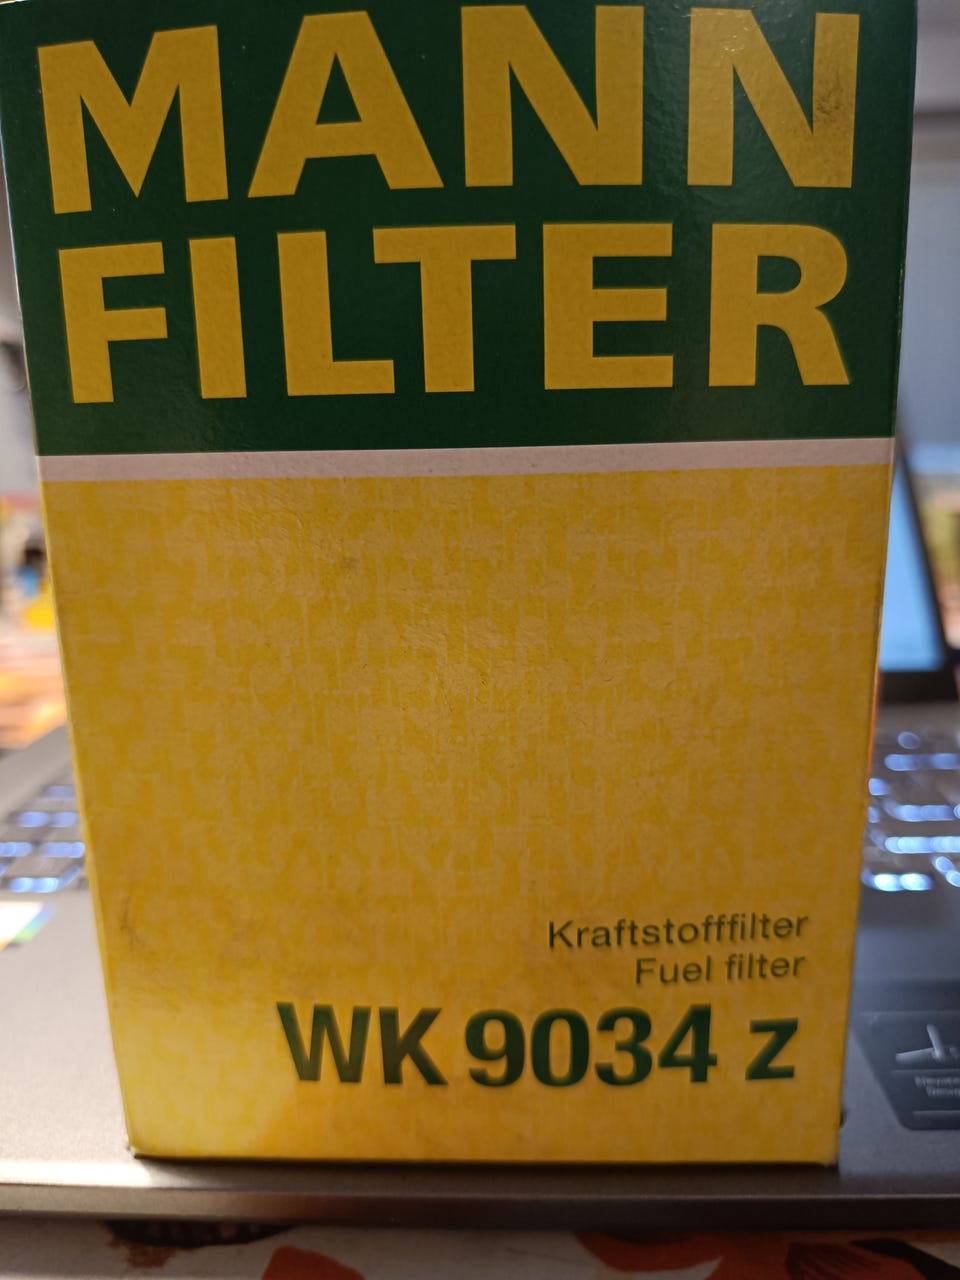 MANN
FILTER
Kraftstofffilter
Fuel filter
WK 9034 z